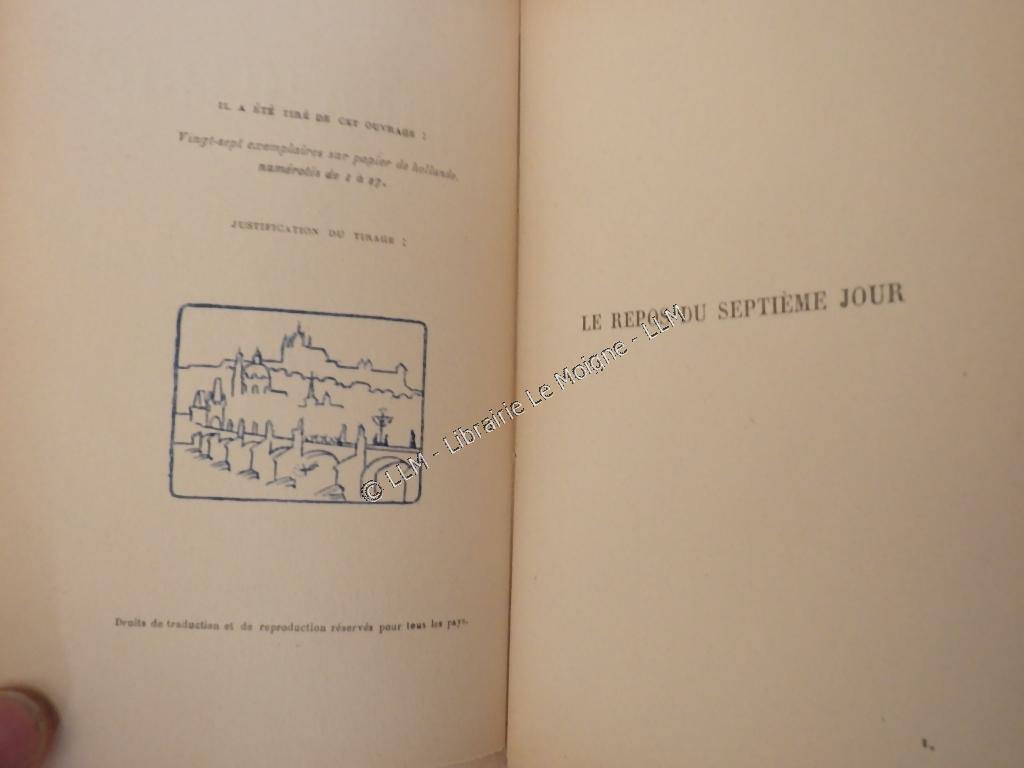 IL A ÉTÉ TIRÉ DE CET OUVRAGE :
Vingt-sept exemplaires sur papier de hollande,
numérotés de 1 à 27.
JUSTIFICATION DU TIRAGE :
Droits de traduction et de reproduction réservés pour tous les pays.
LE REPOS DU SEPTIÈME JOUR
1.
© LLM - Librairie Le Moigne - LLM